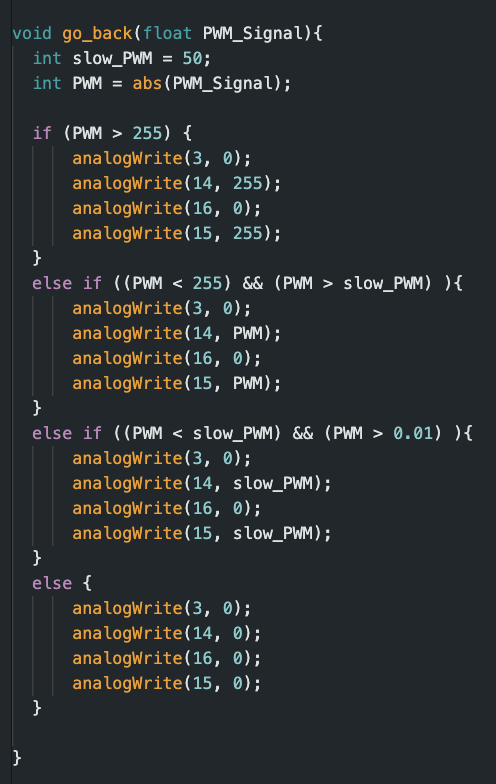 void go_back(float PWM_Signal){
  int slow_PWM = 50;
  int PWM = abs(PWM_Signal);

  if (PWM > 255) {
      analogWrite(3, 0);
      analogWrite(14, 255);
      analogWrite(16, 0);
      analogWrite(15, 255);
  }
  else if ((PWM < 255) && (PWM > slow_PWM) ){
      analogWrite(3, 0);
      analogWrite(14, PWM);
      analogWrite(16, 0);
      analogWrite(15, PWM);
  }
  else if ((PWM < slow_PWM) && (PWM > 0.01) ){
      analogWrite(3, 0);
      analogWrite(14, slow_PWM);
      analogWrite(16, 0);
      analogWrite(15, slow_PWM);
  }
  else {
      analogWrite(3, 0);
      analogWrite(14, 0);
      analogWrite(16, 0);
      analogWrite(15, 0);
  }

}